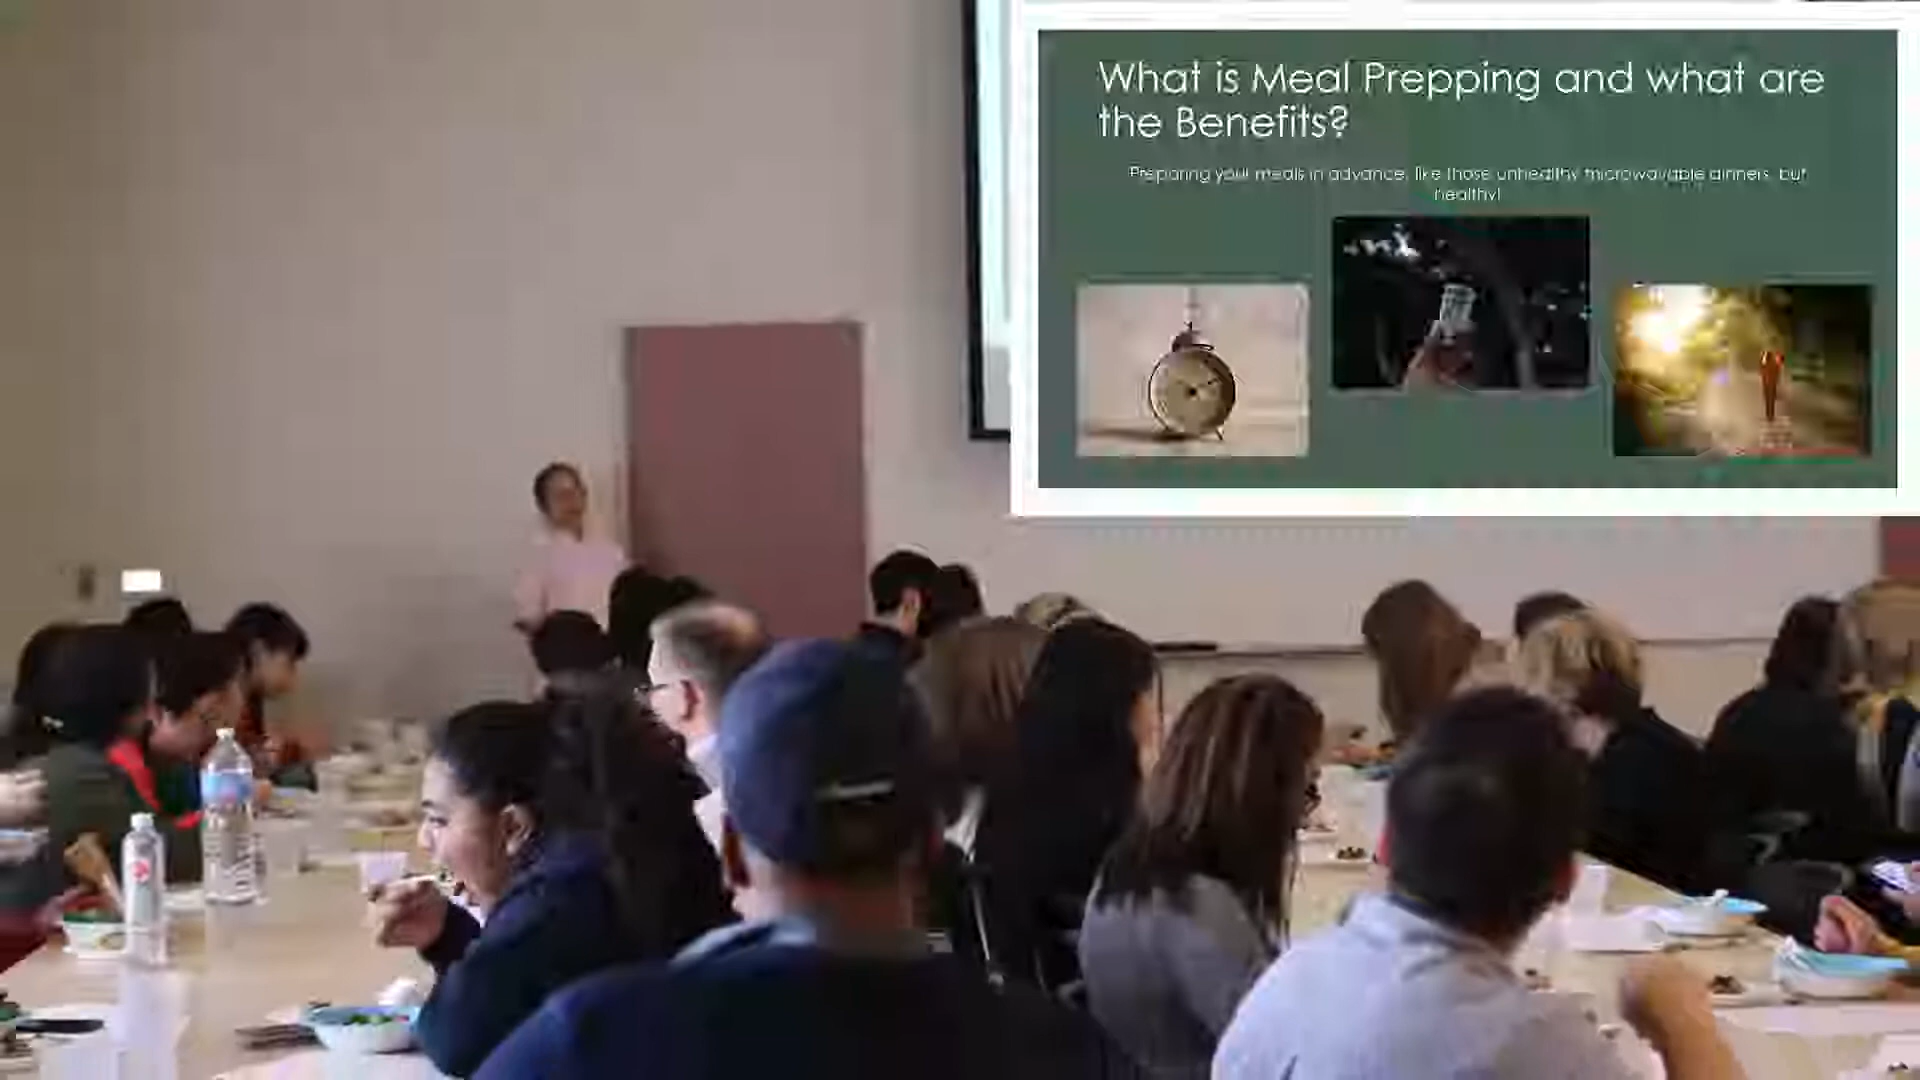 What is Meal Prepping and what are
the Benefits?
Preparing your meals in advance, like those unhealthy microwavable dinners, but
healthy!